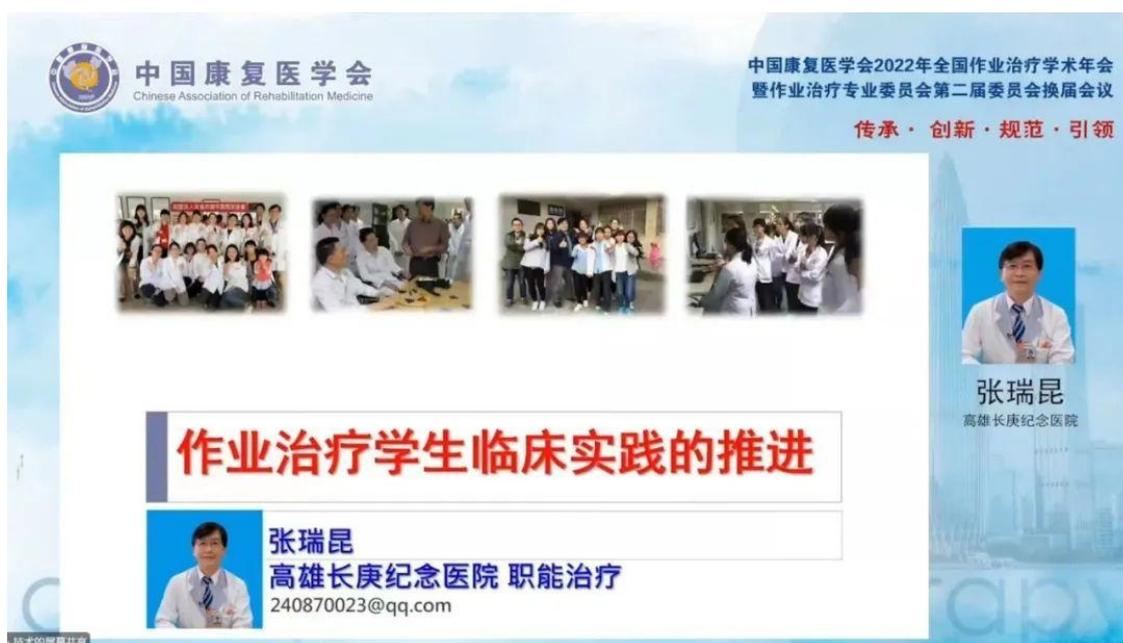 中国康复医学会
Chinese Association of Rehabilitation Medicine
中国康复医学会2022年全国作业治疗学术年会
暨作业治疗专业委员会第二届委员会换届会议
传承 · 创新 · 规范 · 引领
张瑞昆
高雄长庚纪念医院
作业治疗学生临床实践的推进
张瑞昆
高雄长庚纪念医院 职能治疗
240870023@qq.com